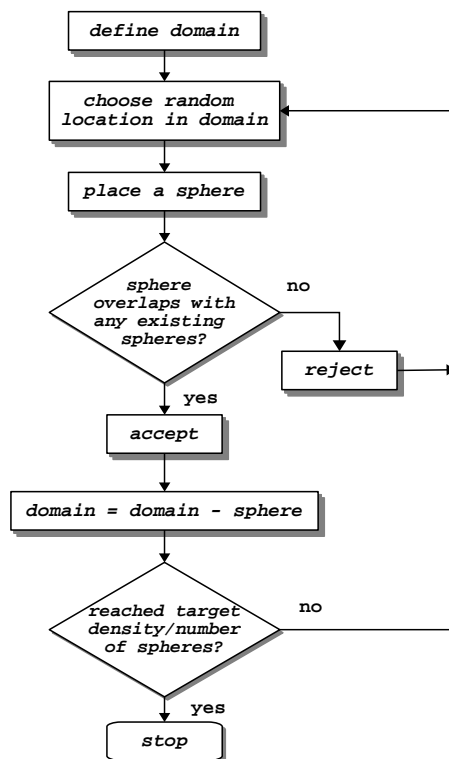 define domain
choose random
location in domain
place a sphere
sphere
overlaps with
any existing
spheres?
no
reject
yes
accept
domain = domain - sphere
reached target
density/number
of spheres?
no
yes
stop